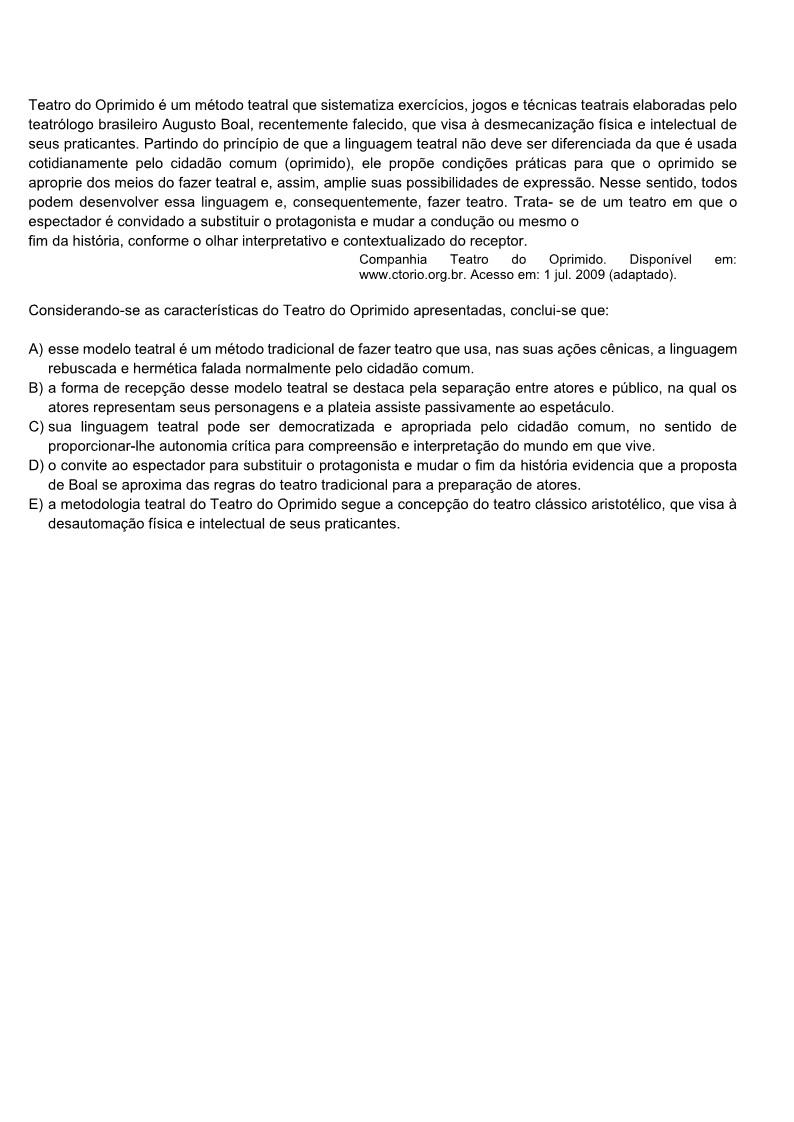 Teatro do Oprimido é um método teatral que sistematiza exercícios, jogos e técnicas teatrais elaboradas pelo
teatrólogo brasileiro Augusto Boal, recentemente falecido, que visa à desmecanização física e intelectual de
seus praticantes. Partindo do princípio de que a linguagem teatral não deve ser diferenciada da que é usada
cotidianamente pelo cidadão comum (oprimido), ele propõe condições práticas para que o oprimido se
aproprie dos meios do fazer teatral e, assim, amplie suas possibilidades de expressão. Nesse sentido, todos
podem desenvolver essa linguagem e, consequentemente, fazer teatro. Trata- se de um teatro em que o
espectador é convidado a substituir o protagonista e mudar a condução ou mesmo o
fim da história, conforme o olhar interpretativo e contextualizado do receptor.
Companhia Teatro do Oprimido. Disponível em:
www.ctorio.org.br. Acesso em: 1 jul. 2009 (adaptado).
Considerando-se as características do Teatro do Oprimido apresentadas, conclui-se que:
A) esse modelo teatral é um método tradicional de fazer teatro que usa, nas suas ações cênicas, a linguagem
rebuscada e hermética falada normalmente pelo cidadão comum.
B) a forma de recepção desse modelo teatral se destaca pela separação entre atores e público, na qual os
atores representam seus personagens e a plateia assiste passivamente ao espetáculo.
C) sua linguagem teatral pode ser democratizada e apropriada pelo cidadão comum, no sentido de
proporcionar-lhe autonomia crítica para compreensão e interpretação do mundo em que vive.
D) o convite ao espectador para substituir o protagonista e mudar o fim da história evidencia que a proposta
de Boal se aproxima das regras do teatro tradicional para a preparação de atores.
E) a metodologia teatral do Teatro do Oprimido segue a concepção do teatro clássico aristotélico, que visa à
desautomação física e intelectual de seus praticantes.